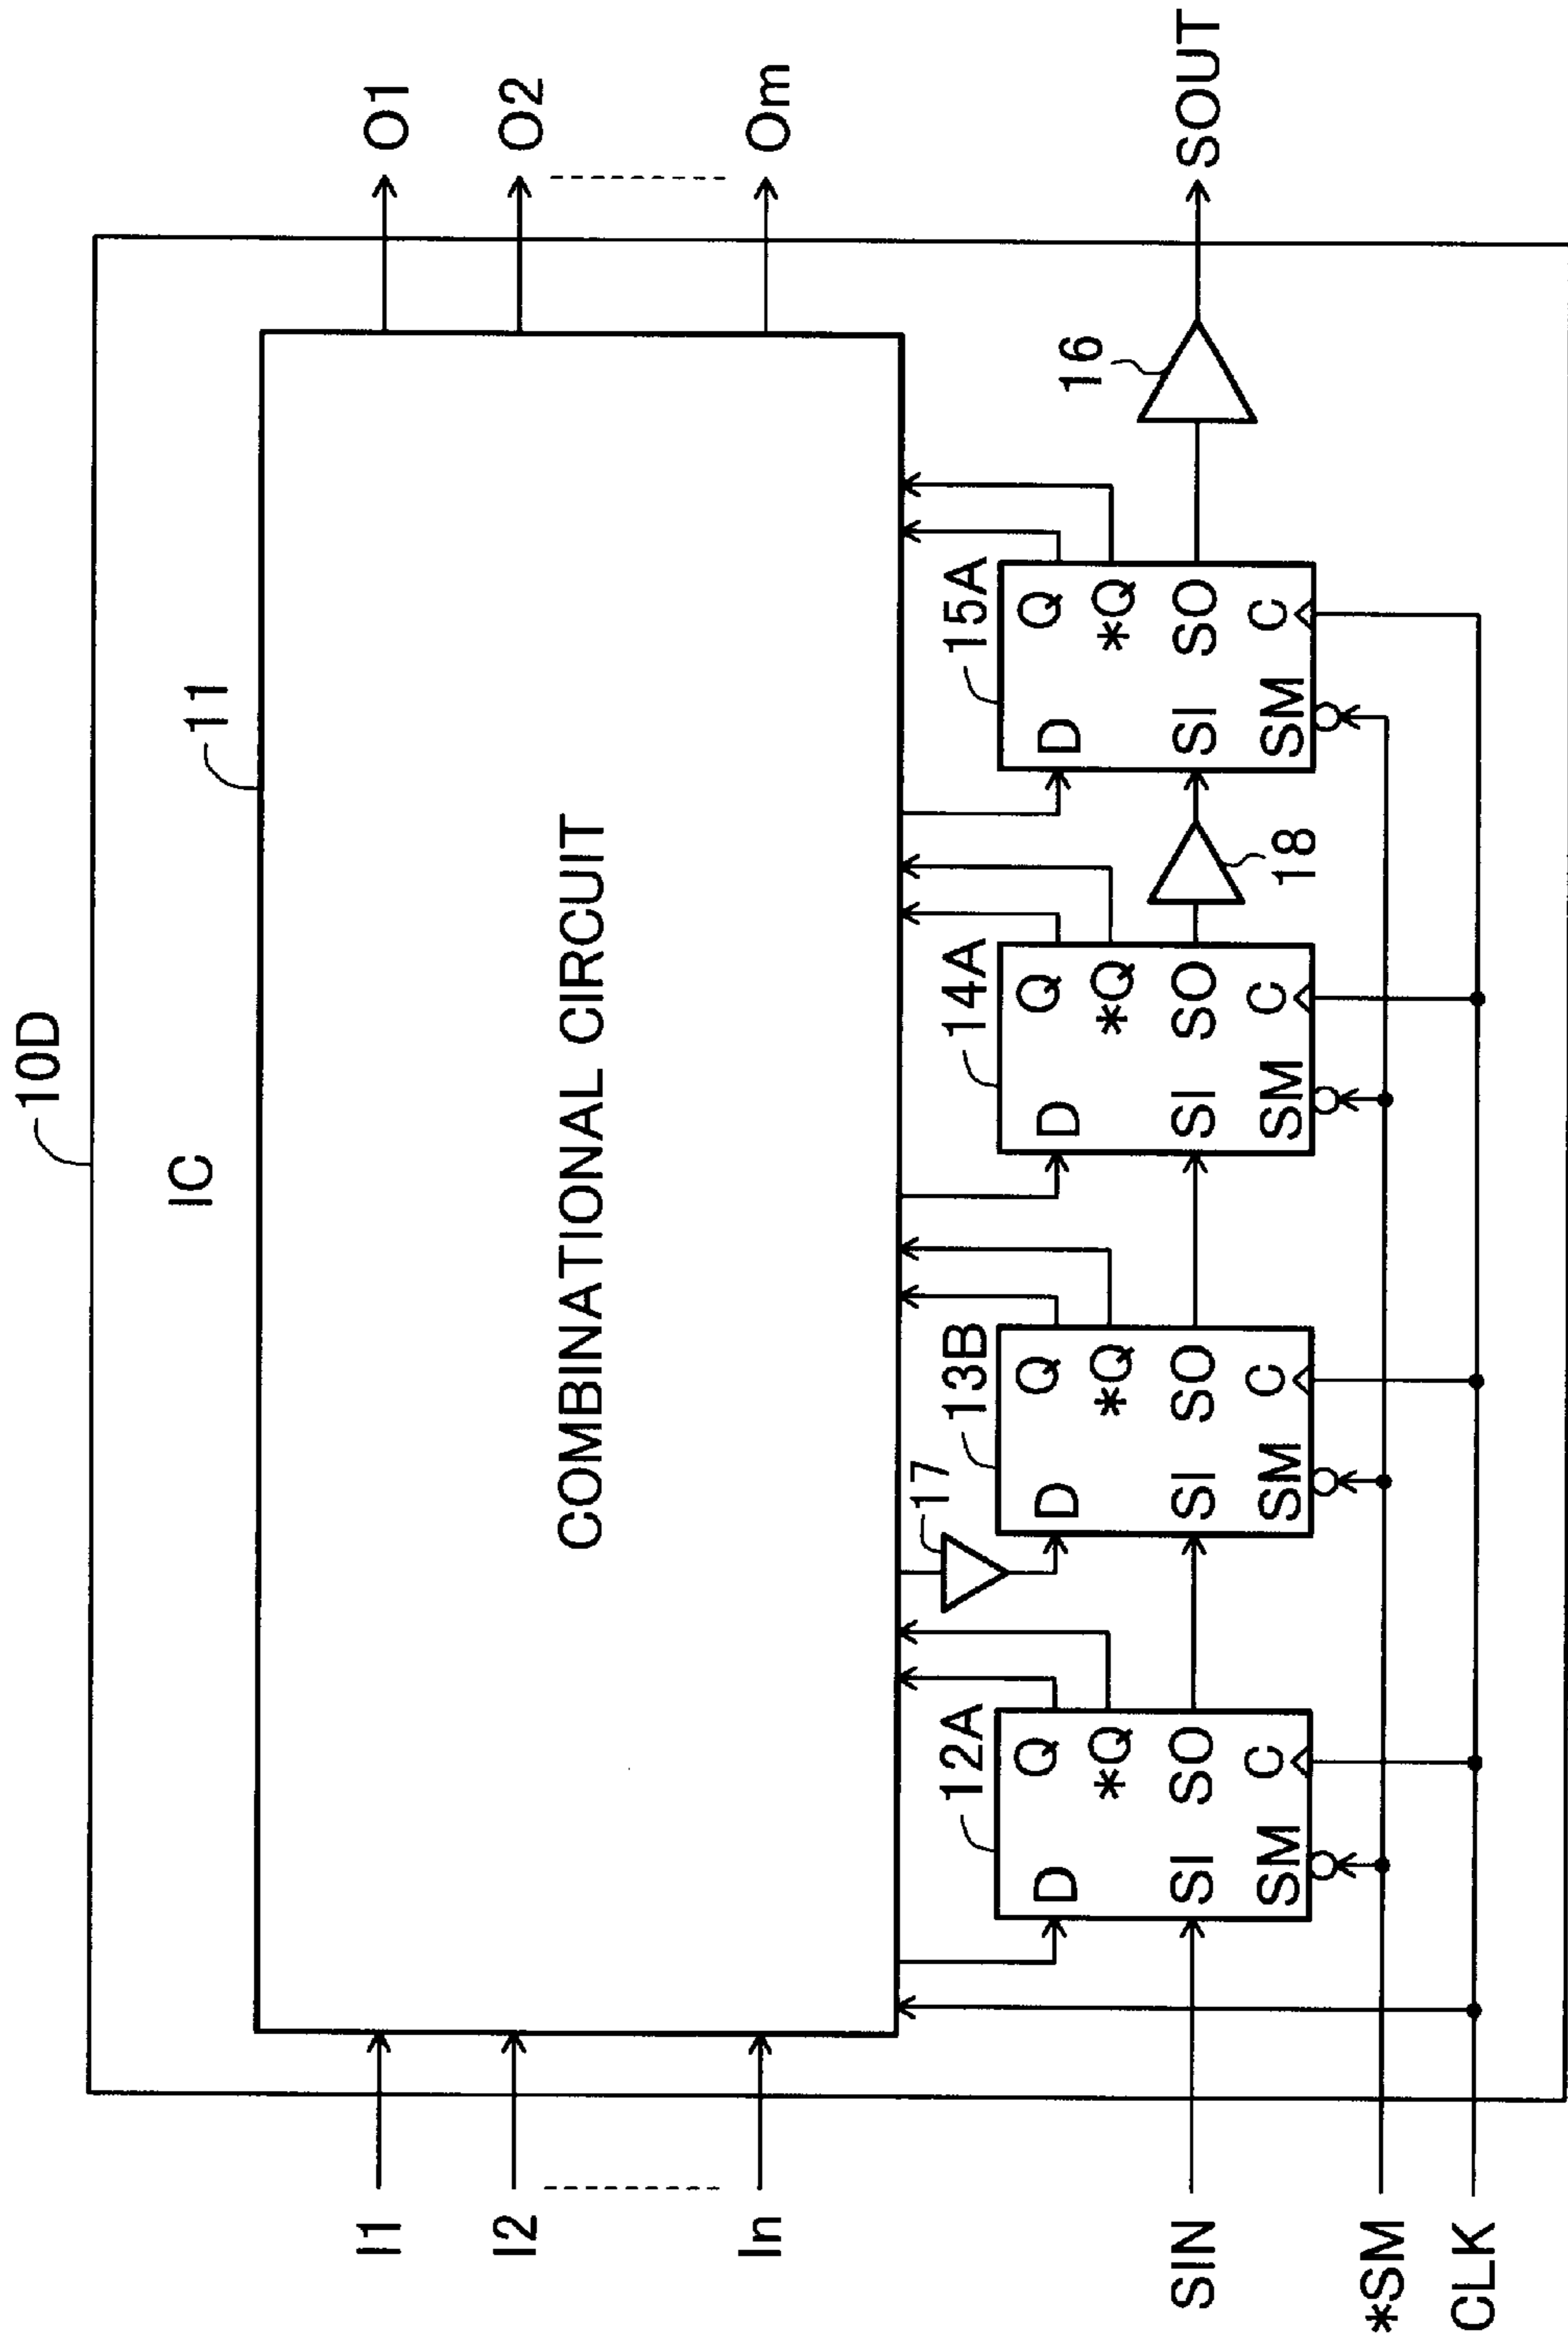 10D
IC
11
COMBINATIONAL CIRCUIT
I1
I2
In
O1
O2
Om
12A
D
Q
*Q
SI
SO
SM
C
17
13B
D
Q
*Q
SI
SO
SM
C
14A
D
Q
*Q
SI
SO
SM
C
18
15A
D
Q
*Q
SI
SO
SM
C
16
SIN
SOUT
*SM
CLK